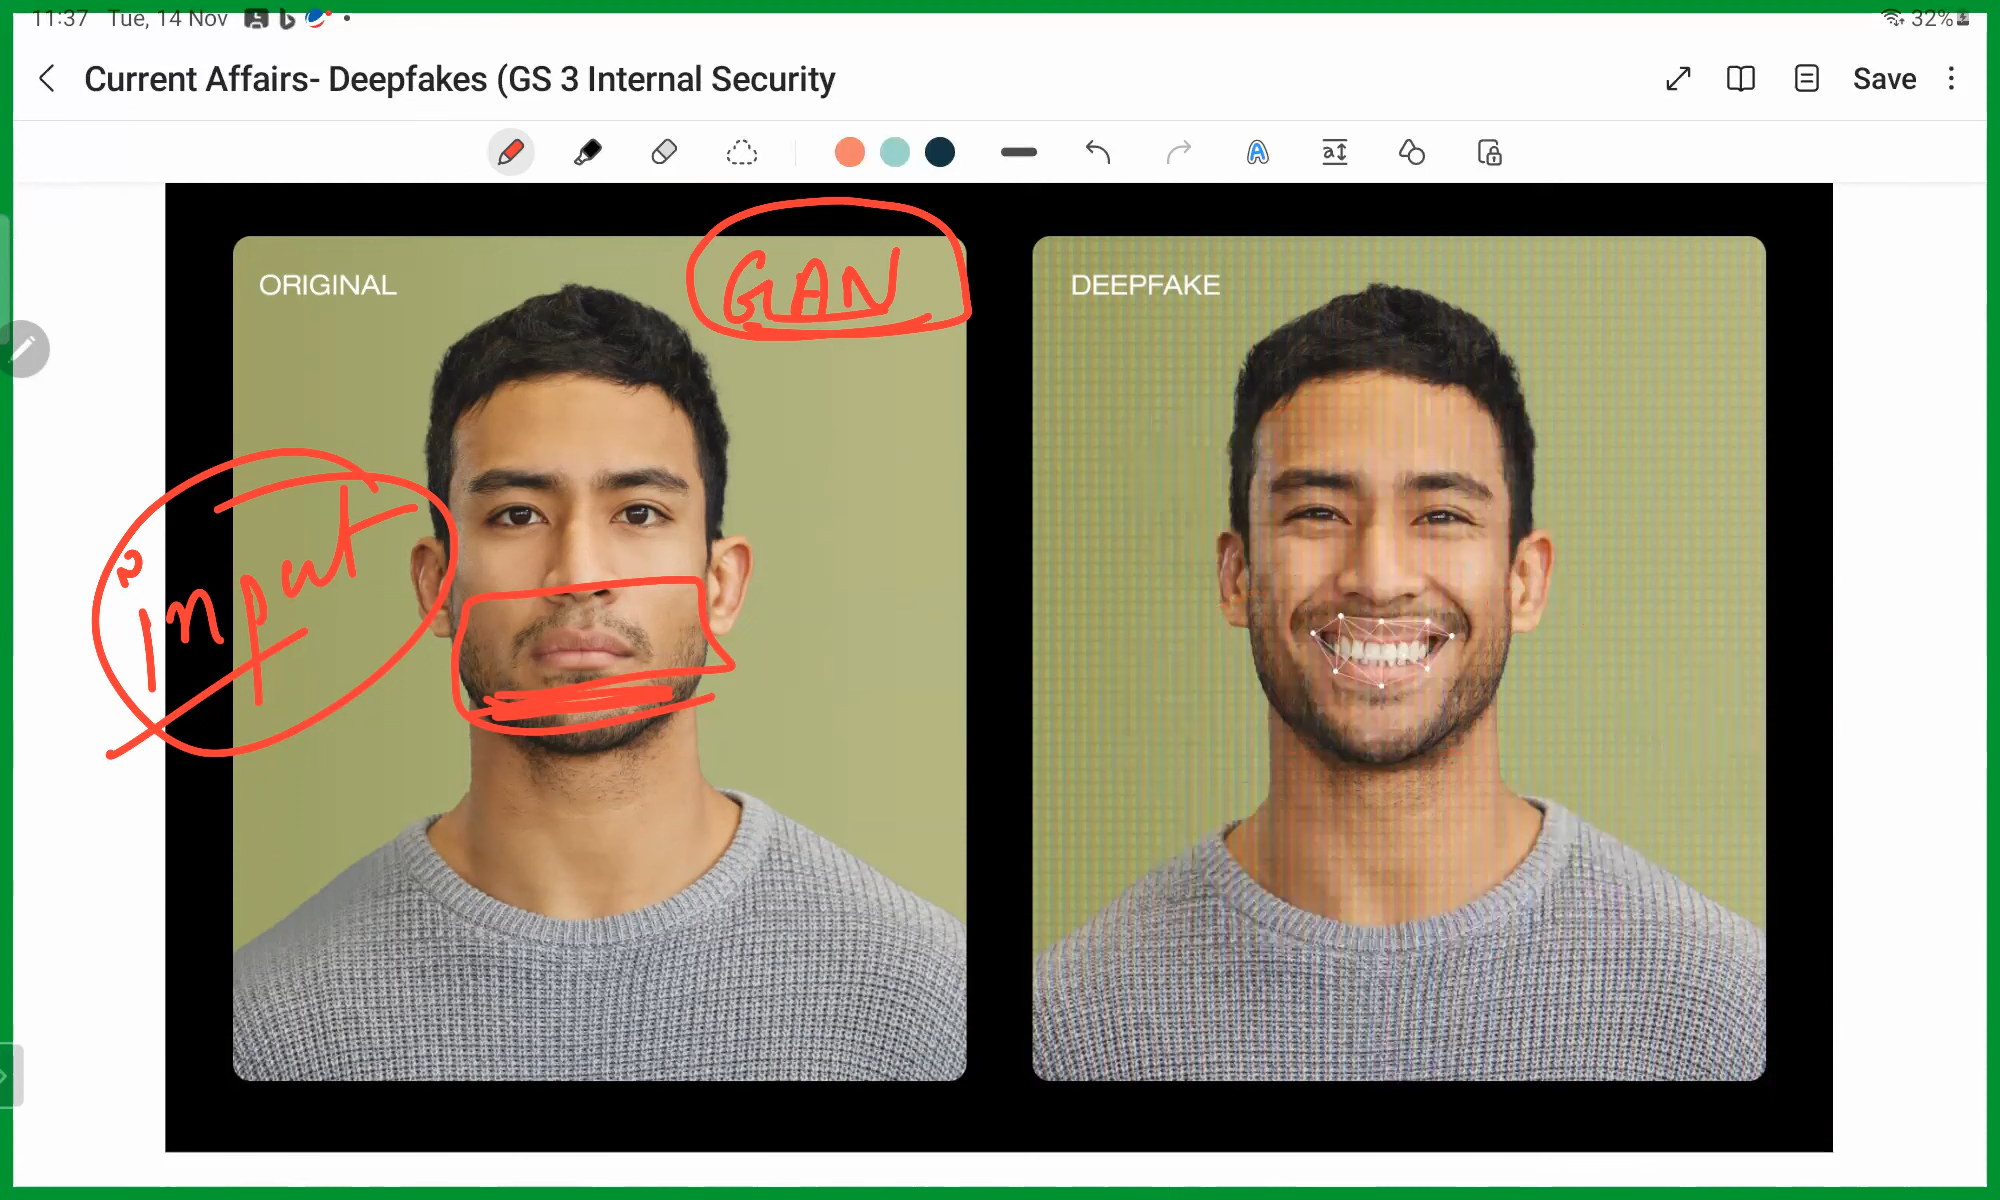 11:37 Tue, 14 Nov
32%
Current Affairs- Deepfakes (GS 3 Internal Security
Save
A
a
ORIGINAL
GAN
DEEPFAKE
input